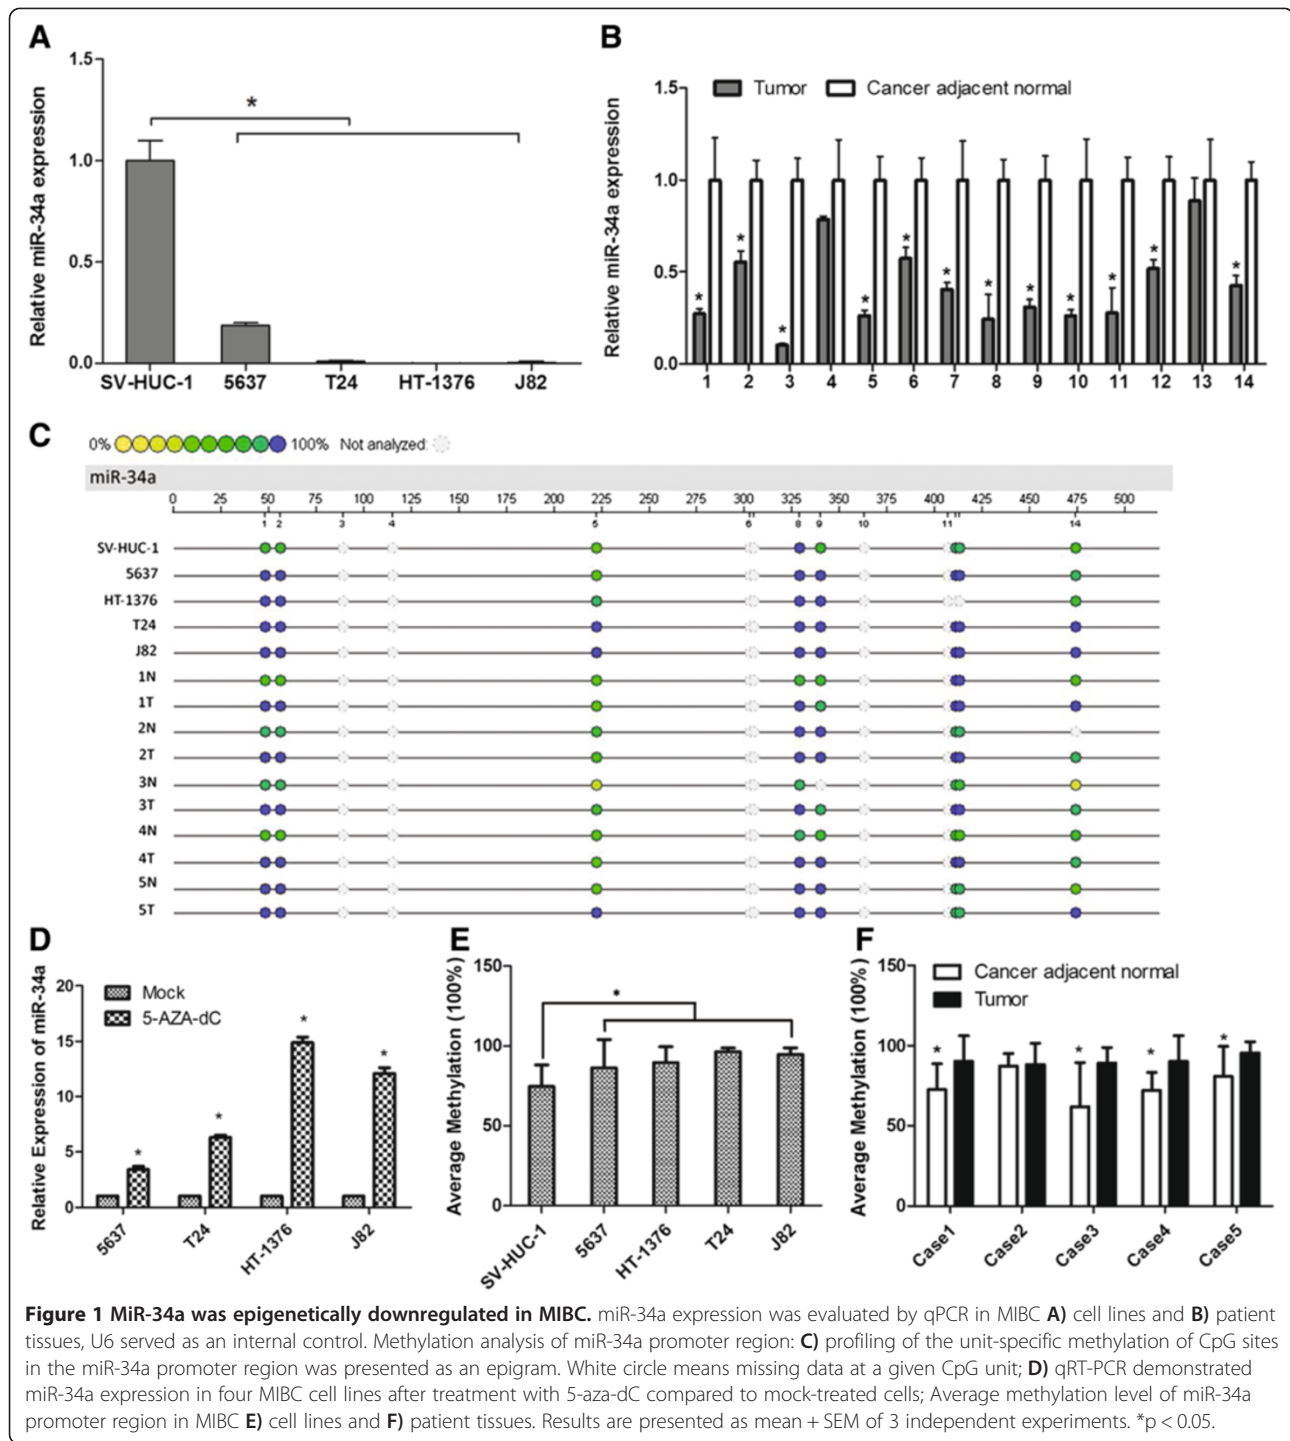 A
1.5
1.0
0.5
0.0
Relative miR-34a expression
*
SV-HUC-1 5637 T24 HT-1376 J82
B
1.5
1.0
0.5
0.0
Relative miR-34a expression
Tumor Cancer adjacent normal
* * * * * * * * * * * *
1 2 3 4 5 6 7 8 9 10 11 12 13 14
C
0% 100% Not analyzed:
miR-34a
0 25 50 75 100 125 150 175 200 225 250 275 300 325 350 375 400 425 450 475 500
1 2 3 4 5 6 8 9 10 11 14
SV-HUC-1
5637
HT-1376
T24
J82
1N
1T
2N
2T
3N
3T
4N
4T
5N
5T
D
20
15
10
5
0
Relative Expression of miR-34a
Mock
5-AZA-dC
* * * *
5637 T24 HT-1376 J82
E
150
100
50
0
Average Methylation (100%)
*
SV-HUC-1 5637 HT-1376 T24 J82
F
150
100
50
0
Average Methylation (100%)
Cancer adjacent normal
Tumor
* * * *
Case1 Case2 Case3 Case4 Case5
Figure 1 MiR-34a was epigenetically downregulated in MIBC. miR-34a expression was evaluated by qPCR in MIBC A) cell lines and B) patient
tissues, U6 served as an internal control. Methylation analysis of miR-34a promoter region: C) profiling of the unit-specific methylation of CpG sites
in the miR-34a promoter region was presented as an epigram. White circle means missing data at a given CpG unit; D) qRT-PCR demonstrated
miR-34a expression in four MIBC cell lines after treatment with 5-aza-dC compared to mock-treated cells; Average methylation level of miR-34a
promoter region in MIBC E) cell lines and F) patient tissues. Results are presented as mean + SEM of 3 independent experiments. *p < 0.05.